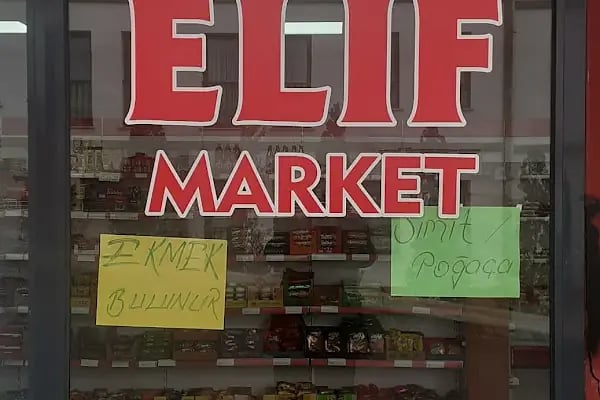 ELIF
MARKET
EKMEK
BULUNUR
Simit /
Poğaça